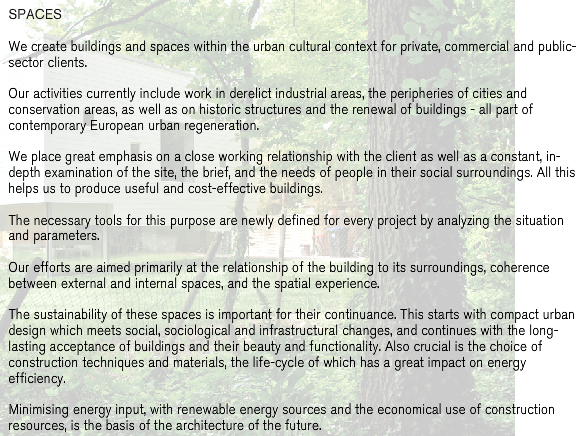 SPACES
We create buildings and spaces within the urban cultural context for private, commercial and public-
sector clients.
Our activities currently include work in derelict industrial areas, the peripheries of cities and
conservation areas, as well as on historic structures and the renewal of buildings - all part of
contemporary European urban regeneration.
We place great emphasis on a close working relationship with the client as well as a constant, in-
depth examination of the site, the brief, and the needs of people in their social surroundings. All this
helps us to produce useful and cost-effective buildings.
The necessary tools for this purpose are newly defined for every project by analyzing the situation
and parameters.
Our efforts are aimed primarily at the relationship of the building to its surroundings, coherence
between external and internal spaces, and the spatial experience.
The sustainability of these spaces is important for their continuance. This starts with compact urban
design which meets social, sociological and infrastructural changes, and continues with the long-
lasting acceptance of buildings and their beauty and functionality. Also crucial is the choice of
construction techniques and materials, the life-cycle of which has a great impact on energy
efficiency.
Minimising energy input, with renewable energy sources and the economical use of construction
resources, is the basis of the architecture of the future.